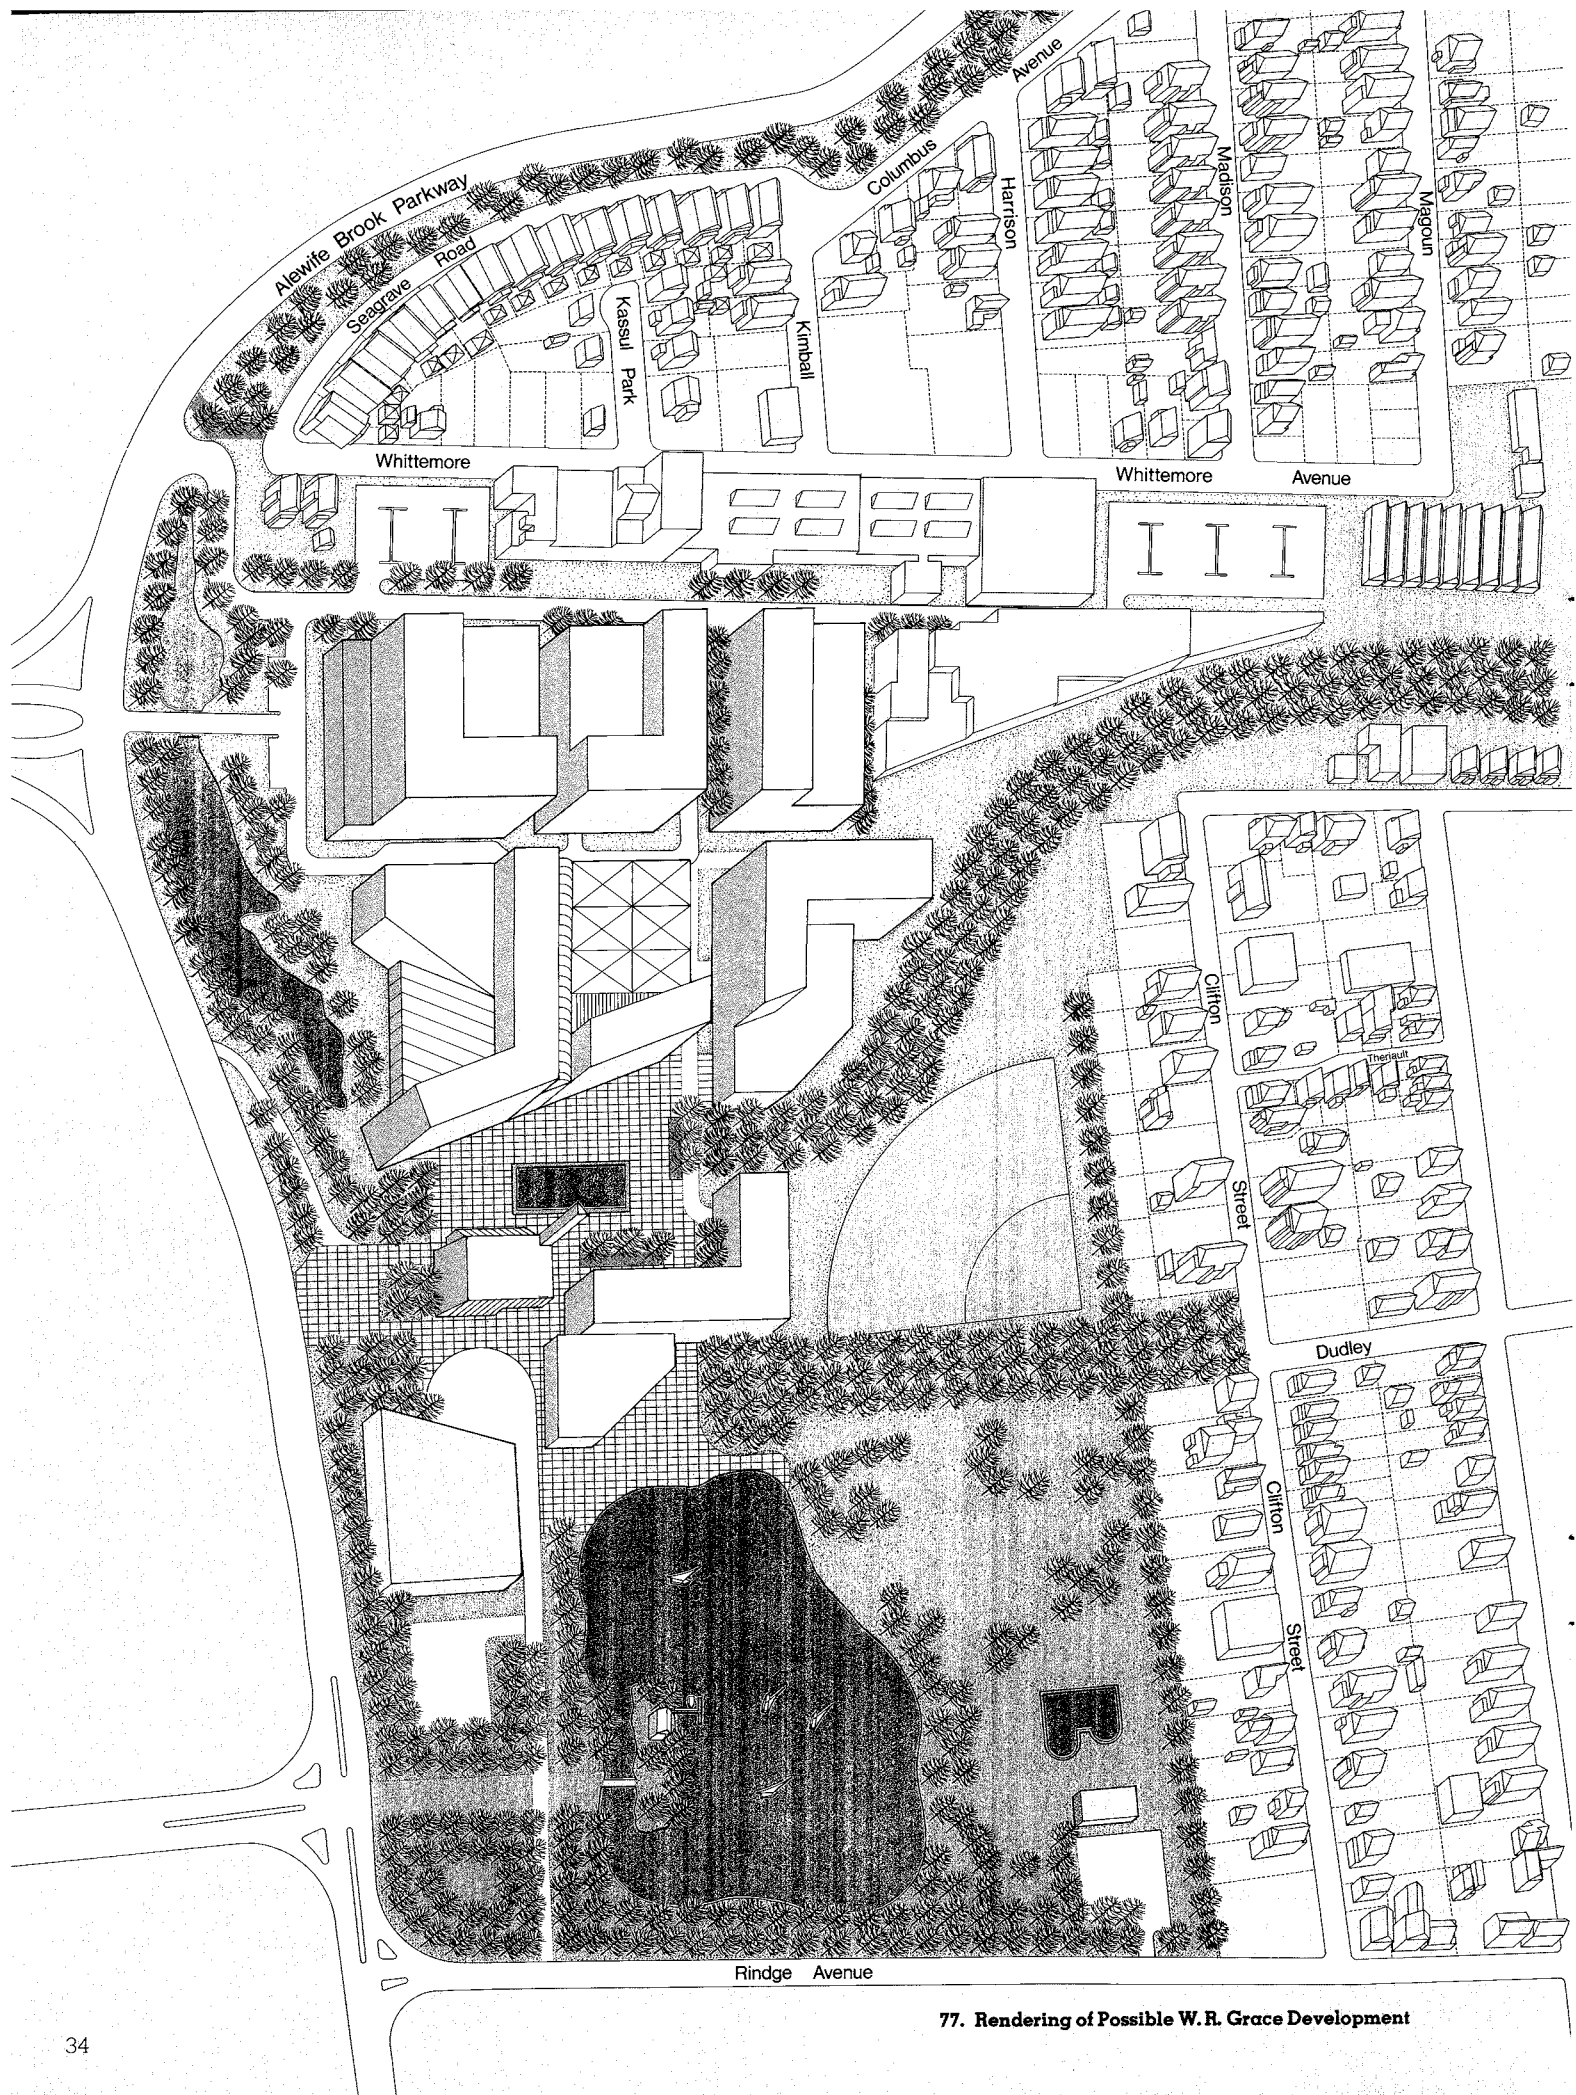 Avenue
Columbus
Alewife Brook Parkway
Seagrave Road
Harrison
Madison
Magoun
Kassul Park
Kimball
Whittemore
Whittemore Avenue
Clifton
Theriault
Street
Dudley
Clifton
Street
Rindge Avenue
77. Rendering of Possible W. R. Grace Development
34